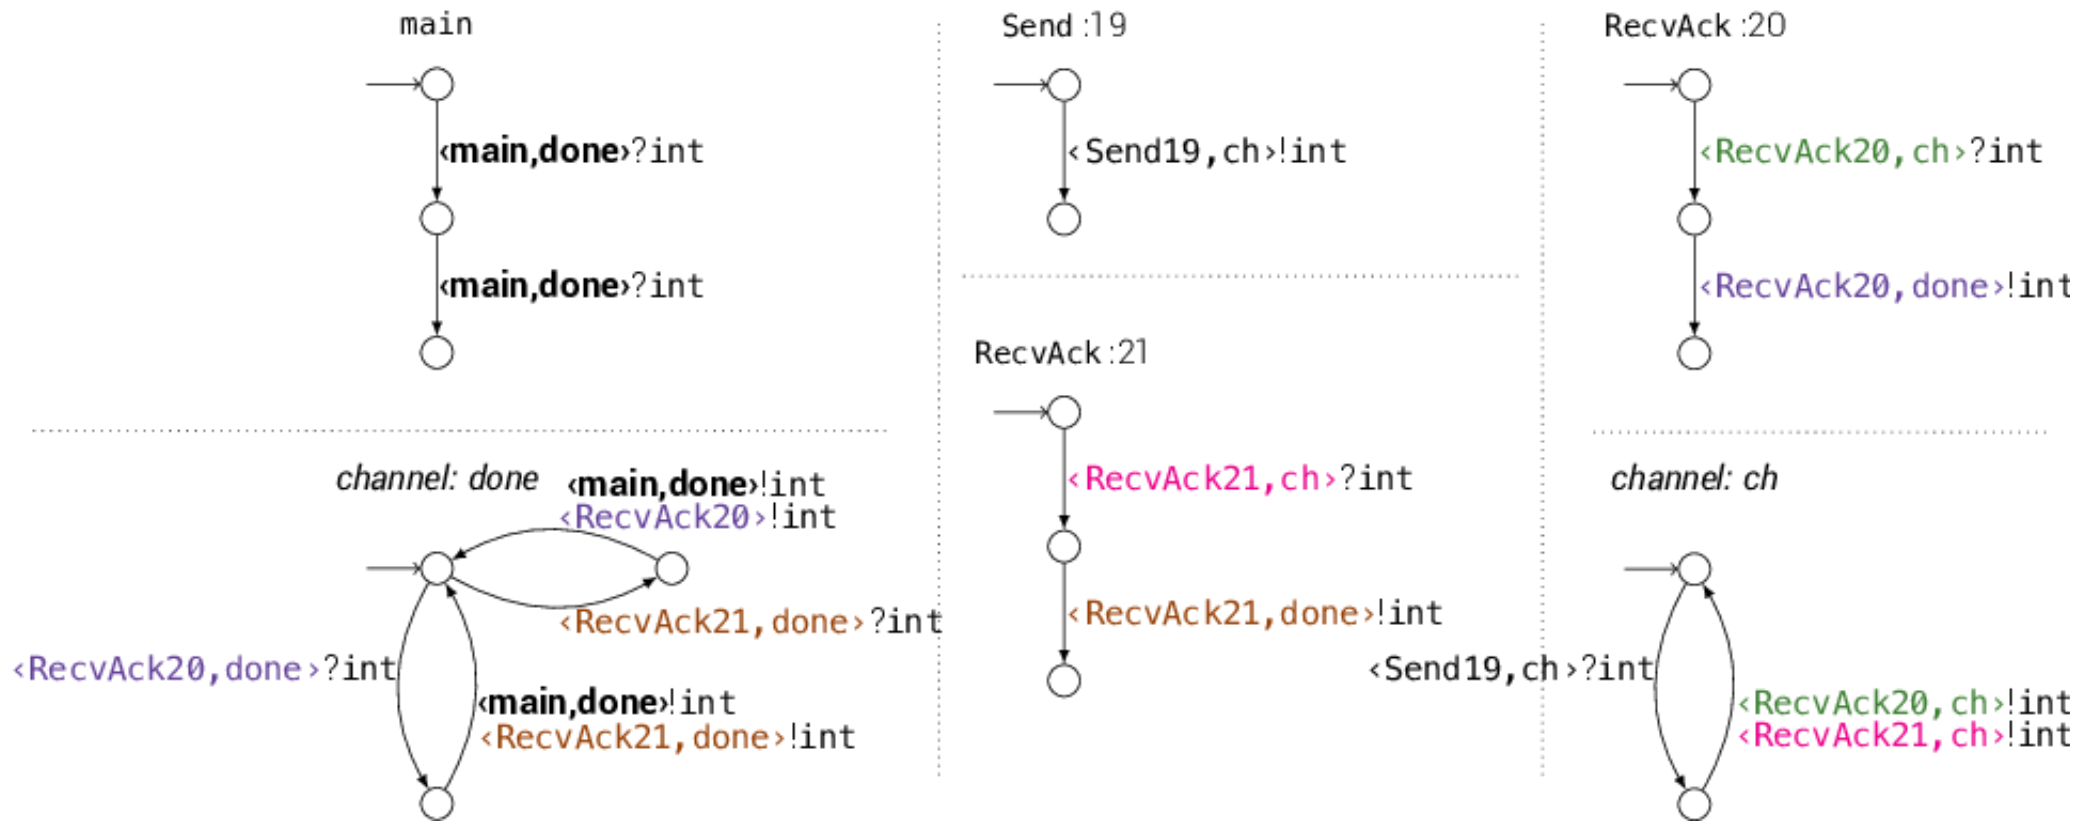 main
‹main,done›?int
‹main,done›?int
Send :19
‹Send19,ch›!int
RecvAck :20
‹RecvAck20,ch›?int
‹RecvAck20,done›!int
RecvAck :21
‹RecvAck21,ch›?int
‹RecvAck21,done›!int
channel: done
‹main,done›!int
‹RecvAck20›!int
‹RecvAck21,done›?int
‹RecvAck20,done›?int
‹main,done›!int
‹RecvAck21,done›!int
channel: ch
‹Send19,ch›?int
‹RecvAck20,ch›!int
‹RecvAck21,ch›!int